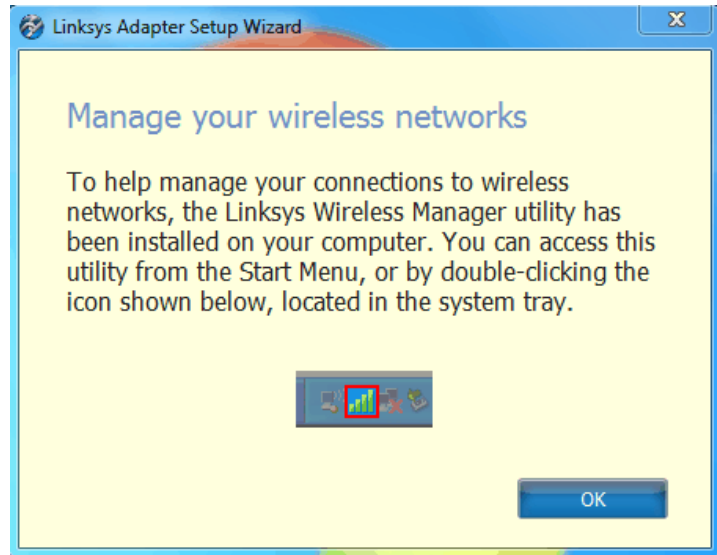 Linksys Adapter Setup Wizard
Manage your wireless networks
To help manage your connections to wireless
networks, the Linksys Wireless Manager utility has
been installed on your computer. You can access this
utility from the Start Menu, or by double-clicking the
icon shown below, located in the system tray.
OK